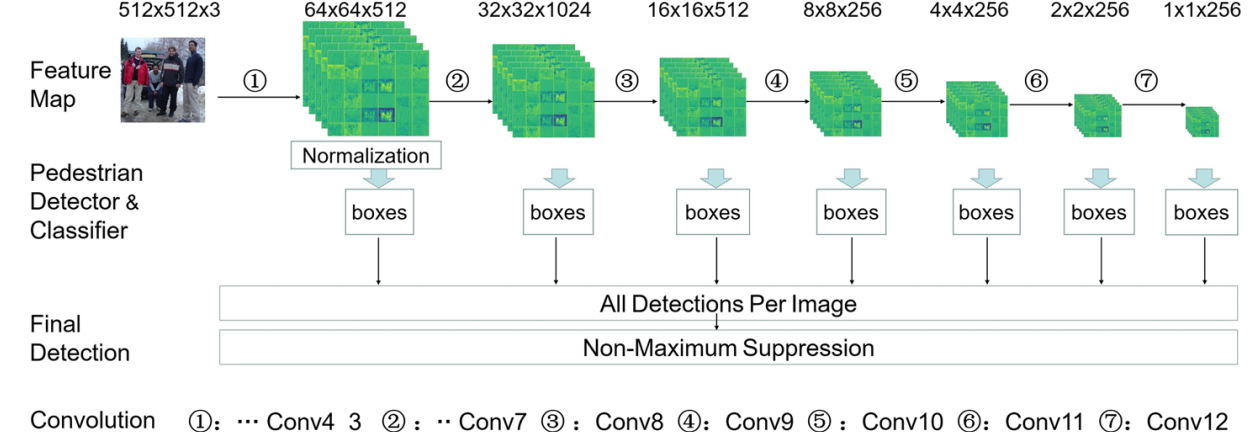 512x512x3 64x64x512 32x32x1024 16x16x512 8x8x256 4x4x256 2x2x256 1x1x256
Feature
Map
① ② ③ ④ ⑤ ⑥ ⑦
Normalization
Pedestrian
Detector &
Classifier
boxes boxes boxes boxes boxes boxes boxes
All Detections Per Image
Final
Detection
Non-Maximum Suppression
Convolution ①: ··· Conv4 3 ②: ·· Conv7 ③: Conv8 ④: Conv9 ⑤: Conv10 ⑥: Conv11 ⑦: Conv12